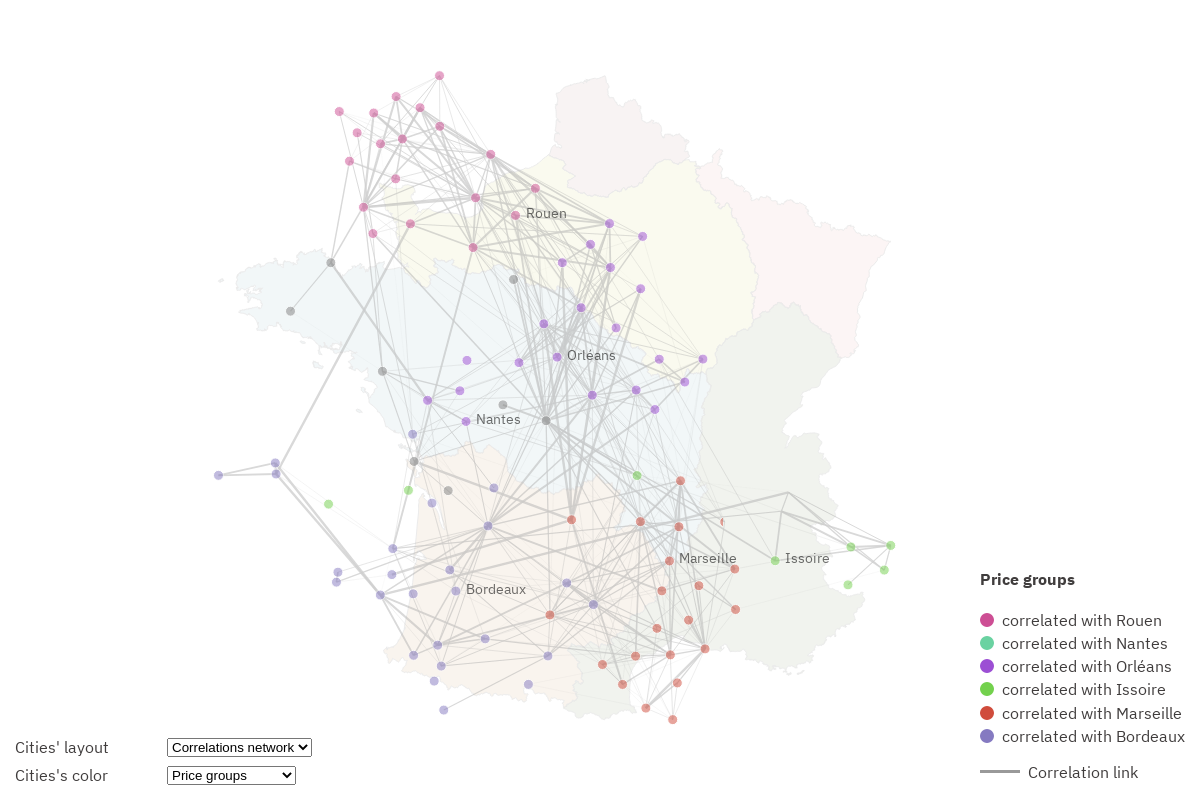 Rouen
Orléans
Nantes
Marseille
Issoire
Bordeaux
Price groups
correlated with Rouen
correlated with Nantes
correlated with Orléans
correlated with Issoire
correlated with Marseille
correlated with Bordeaux
Correlation link
Cities' layout
Correlations network
Cities's color
Price groups